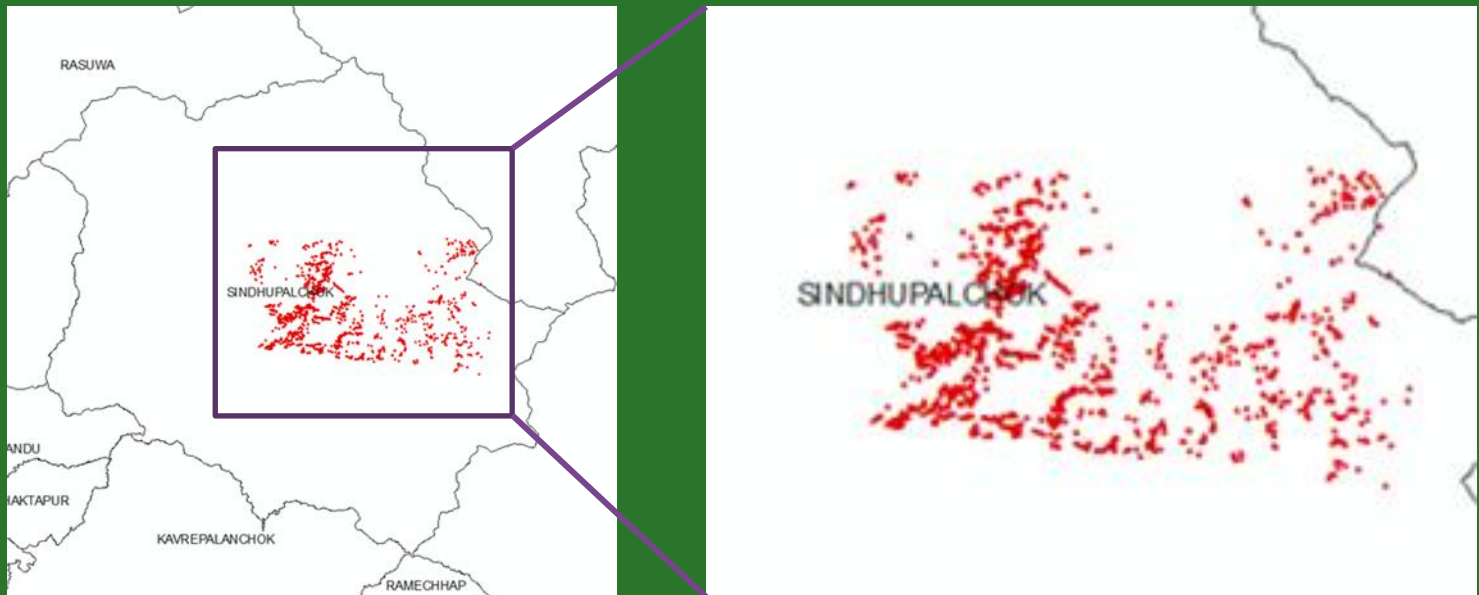 RASUWA
SINDHUPALCHOK
ANDU
HAKTAPUR
KAVREPALANCHOK
RAMECHHAP
SINDHUPALCHOK